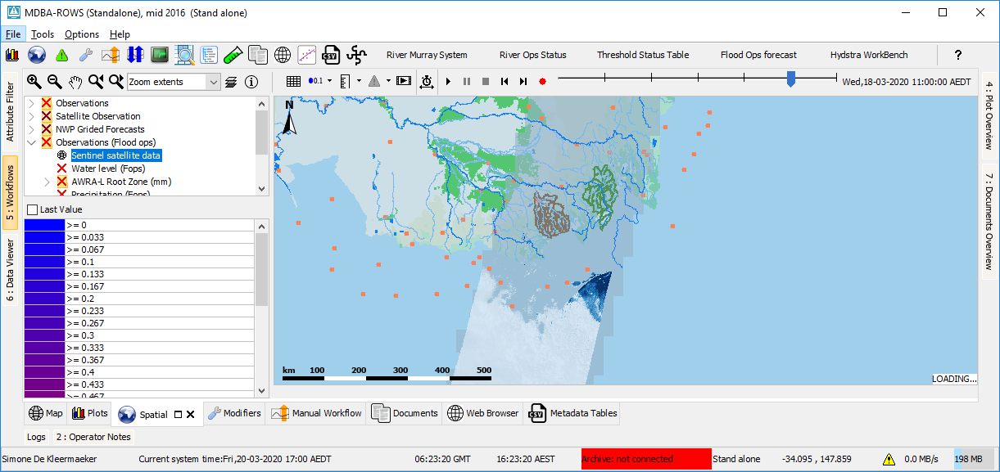 MDBA-ROWS (Standalone), mid 2016 (Stand alone)
File Tools Options Help
River Murray System River Ops Status Threshold Status Table Flood Ops forecast Hydstra WorkBench ?
Zoom extents
0.1
Wed,18-03-2020 11:00:00 AEDT
Attribute Filter
5 : Workflows
6 : Data Viewer
Observations
Satellite Observation
NWP Gridded Forecasts
Observations (Flood ops)
Sentinel satellite data
Water level (Fops)
AWRA-L Root Zone (mm)
Precipitation (Fops)
Last Value
>= 0
>= 0.033
>= 0.067
>= 0.1
>= 0.133
>= 0.167
>= 0.2
>= 0.233
>= 0.267
>= 0.3
>= 0.333
>= 0.367
>= 0.4
>= 0.433
>= 0.467
N
km 100 200 300 400 500
LOADING...
4 : Plot Overview
7 : Documents Overview
Map Plots Spatial Modifiers Manual Workflow Documents Web Browser CSV Metadata Tables
Logs 2 : Operator Notes
Simone De Kleermaeker Current system time:Fri,20-03-2020 17:00 AEDT 06:23:20 GMT 16:23:20 AEST Archive: not connected Stand alone -34.095 , 147.859 0.0 MB/s 198 MB